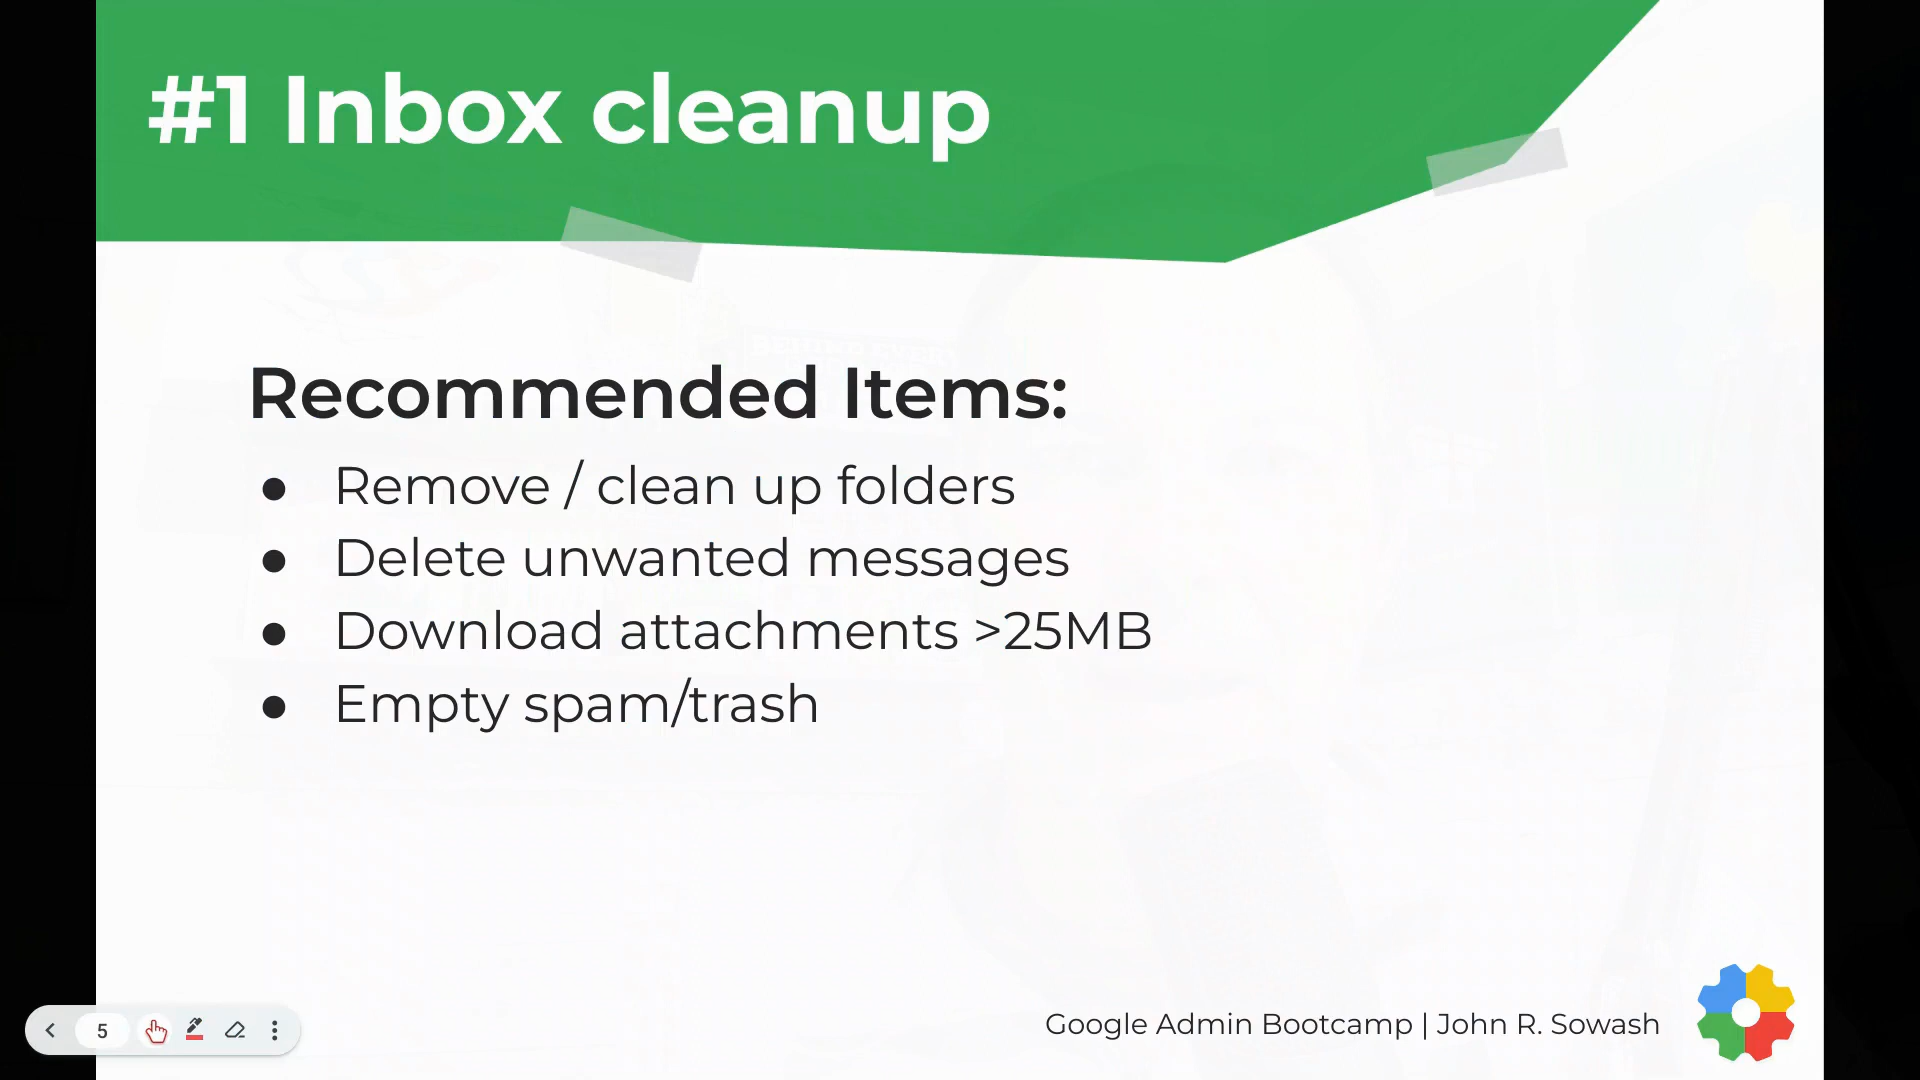 #1 Inbox cleanup
Recommended Items:
● Remove / clean up folders
● Delete unwanted messages
● Download attachments >25MB
● Empty spam/trash
5
Google Admin Bootcamp | John R. Sowash